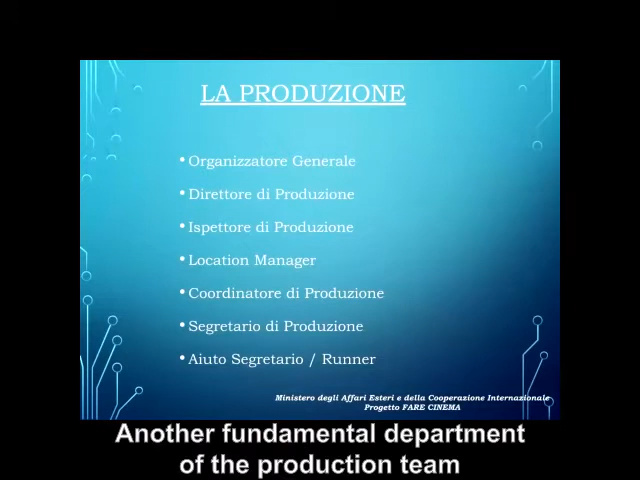 LA PRODUZIONE
• Organizzatore Generale
• Direttore di Produzione
• Ispettore di Produzione
• Location Manager
• Coordinatore di Produzione
• Segretario di Produzione
• Aiuto Segretario / Runner
Ministero degli Affari Esteri e della Cooperazione Internazionale
Progetto FARE CINEMA
Another fundamental department
of the production team